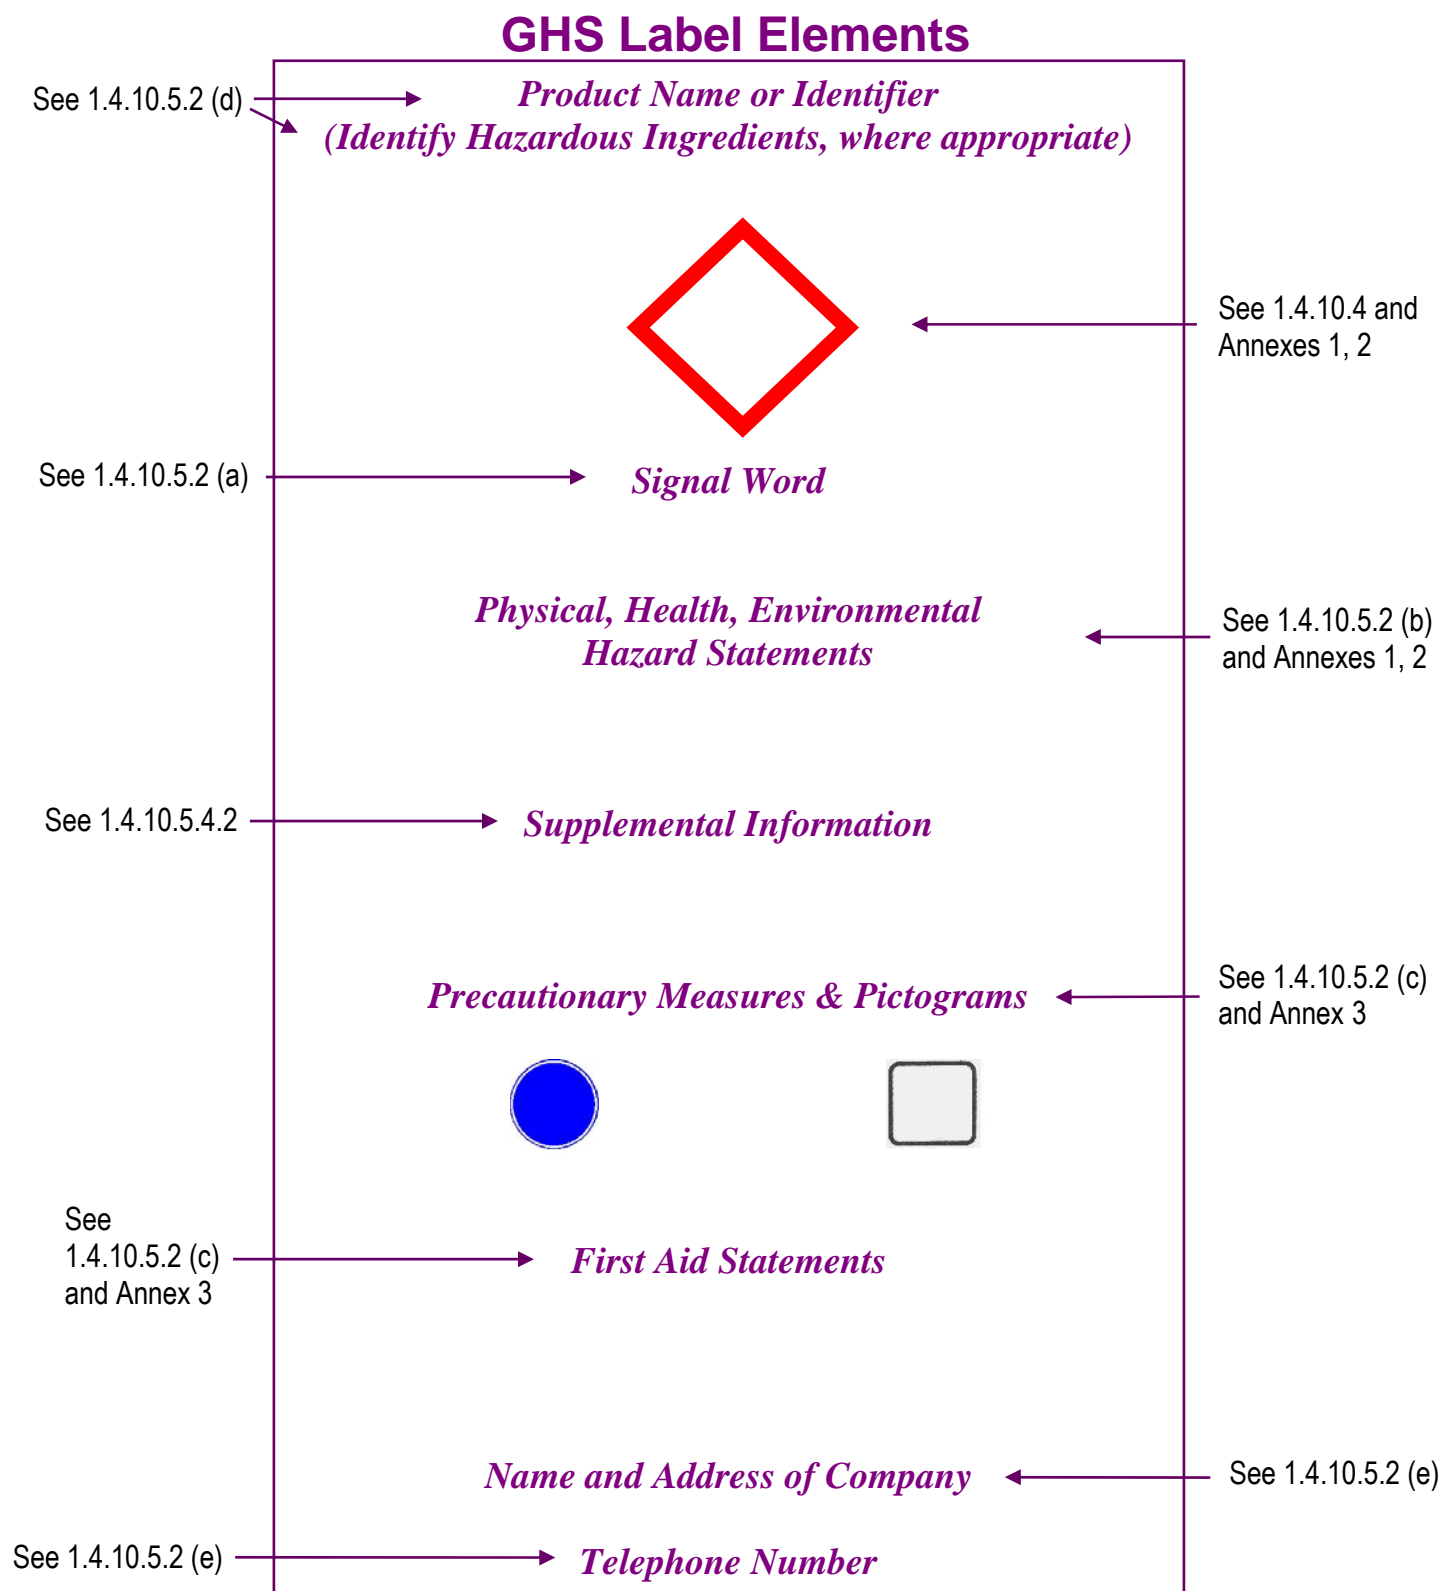 GHS Label Elements
See 1.4.10.5.2 (d)
Product Name or Identifier
(Identify Hazardous Ingredients, where appropriate)
See 1.4.10.4 and
Annexes 1, 2
See 1.4.10.5.2 (a)
Signal Word
Physical, Health, Environmental
Hazard Statements
See 1.4.10.5.2 (b)
and Annexes 1, 2
See 1.4.10.5.4.2
Supplemental Information
Precautionary Measures & Pictograms
See 1.4.10.5.2 (c)
and Annex 3
See
1.4.10.5.2 (c)
and Annex 3
First Aid Statements
Name and Address of Company
See 1.4.10.5.2 (e)
See 1.4.10.5.2 (e)
Telephone Number